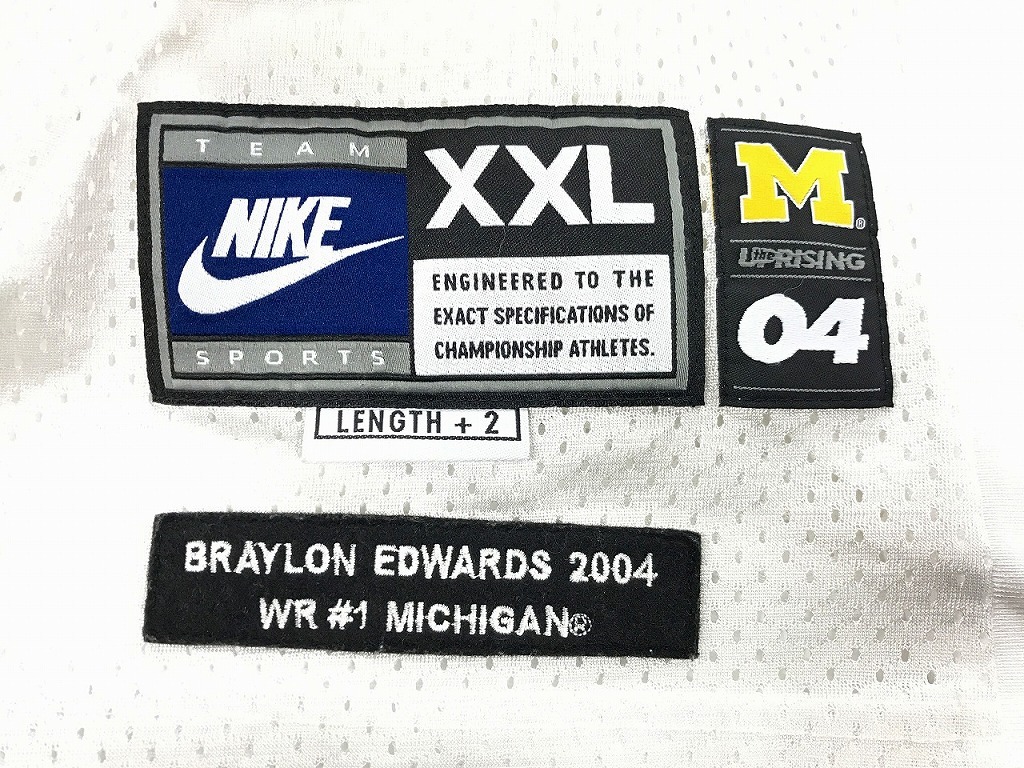 TEAM
NIKE
SPORTS
XXL
ENGINEERED TO THE
EXACT SPECIFICATIONS OF
CHAMPIONSHIP ATHLETES.
M®
the UPRISING
04
LENGTH + 2
BRAYLON EDWARDS 2004
WR #1 MICHIGAN®